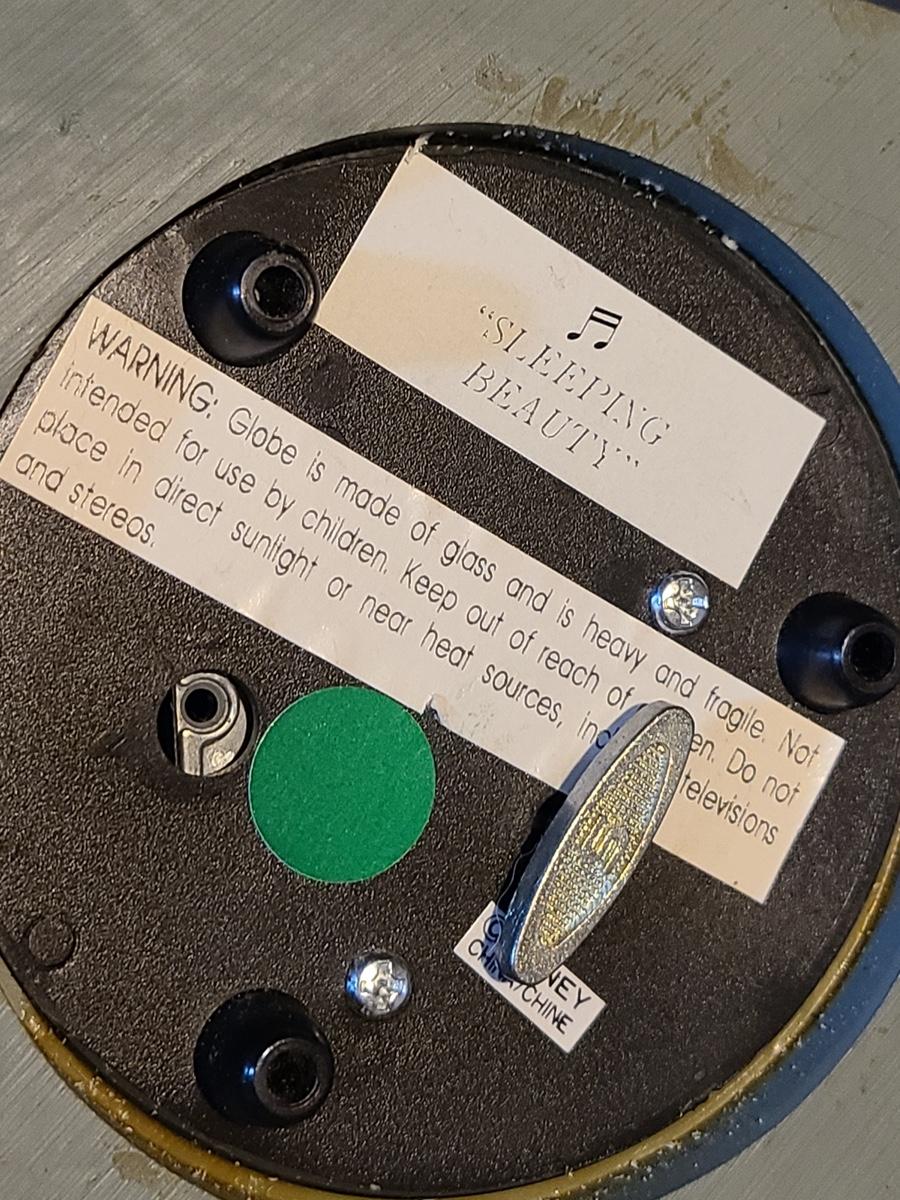 “SLEEPING
BEAUTY”
WARNING: Globe is made of glass and is heavy and fragile. Not
intended for use by children. Keep out of reach of en. Do not
place in direct sunlight or near heat sources, inc televisions
and stereos.
© NEY
CHINA/CHINE